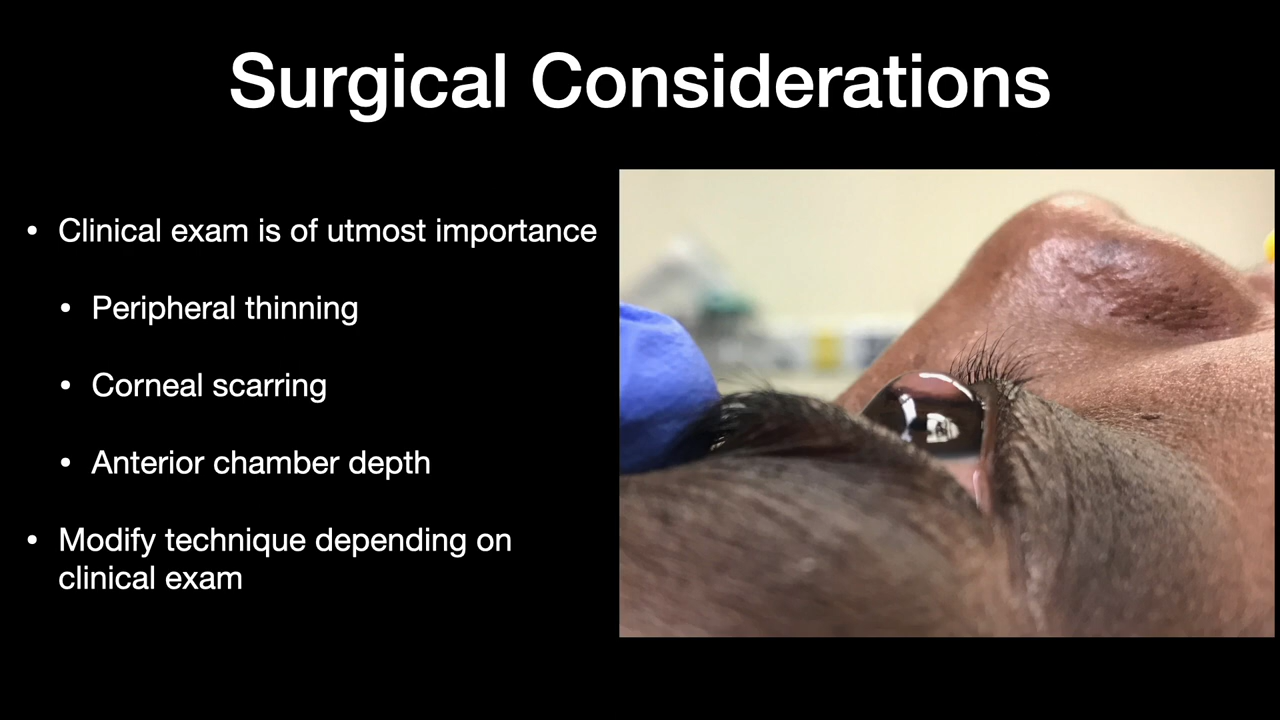 Surgical Considerations
• Clinical exam is of utmost importance
• Peripheral thinning
• Corneal scarring
• Anterior chamber depth
• Modify technique depending on
clinical exam